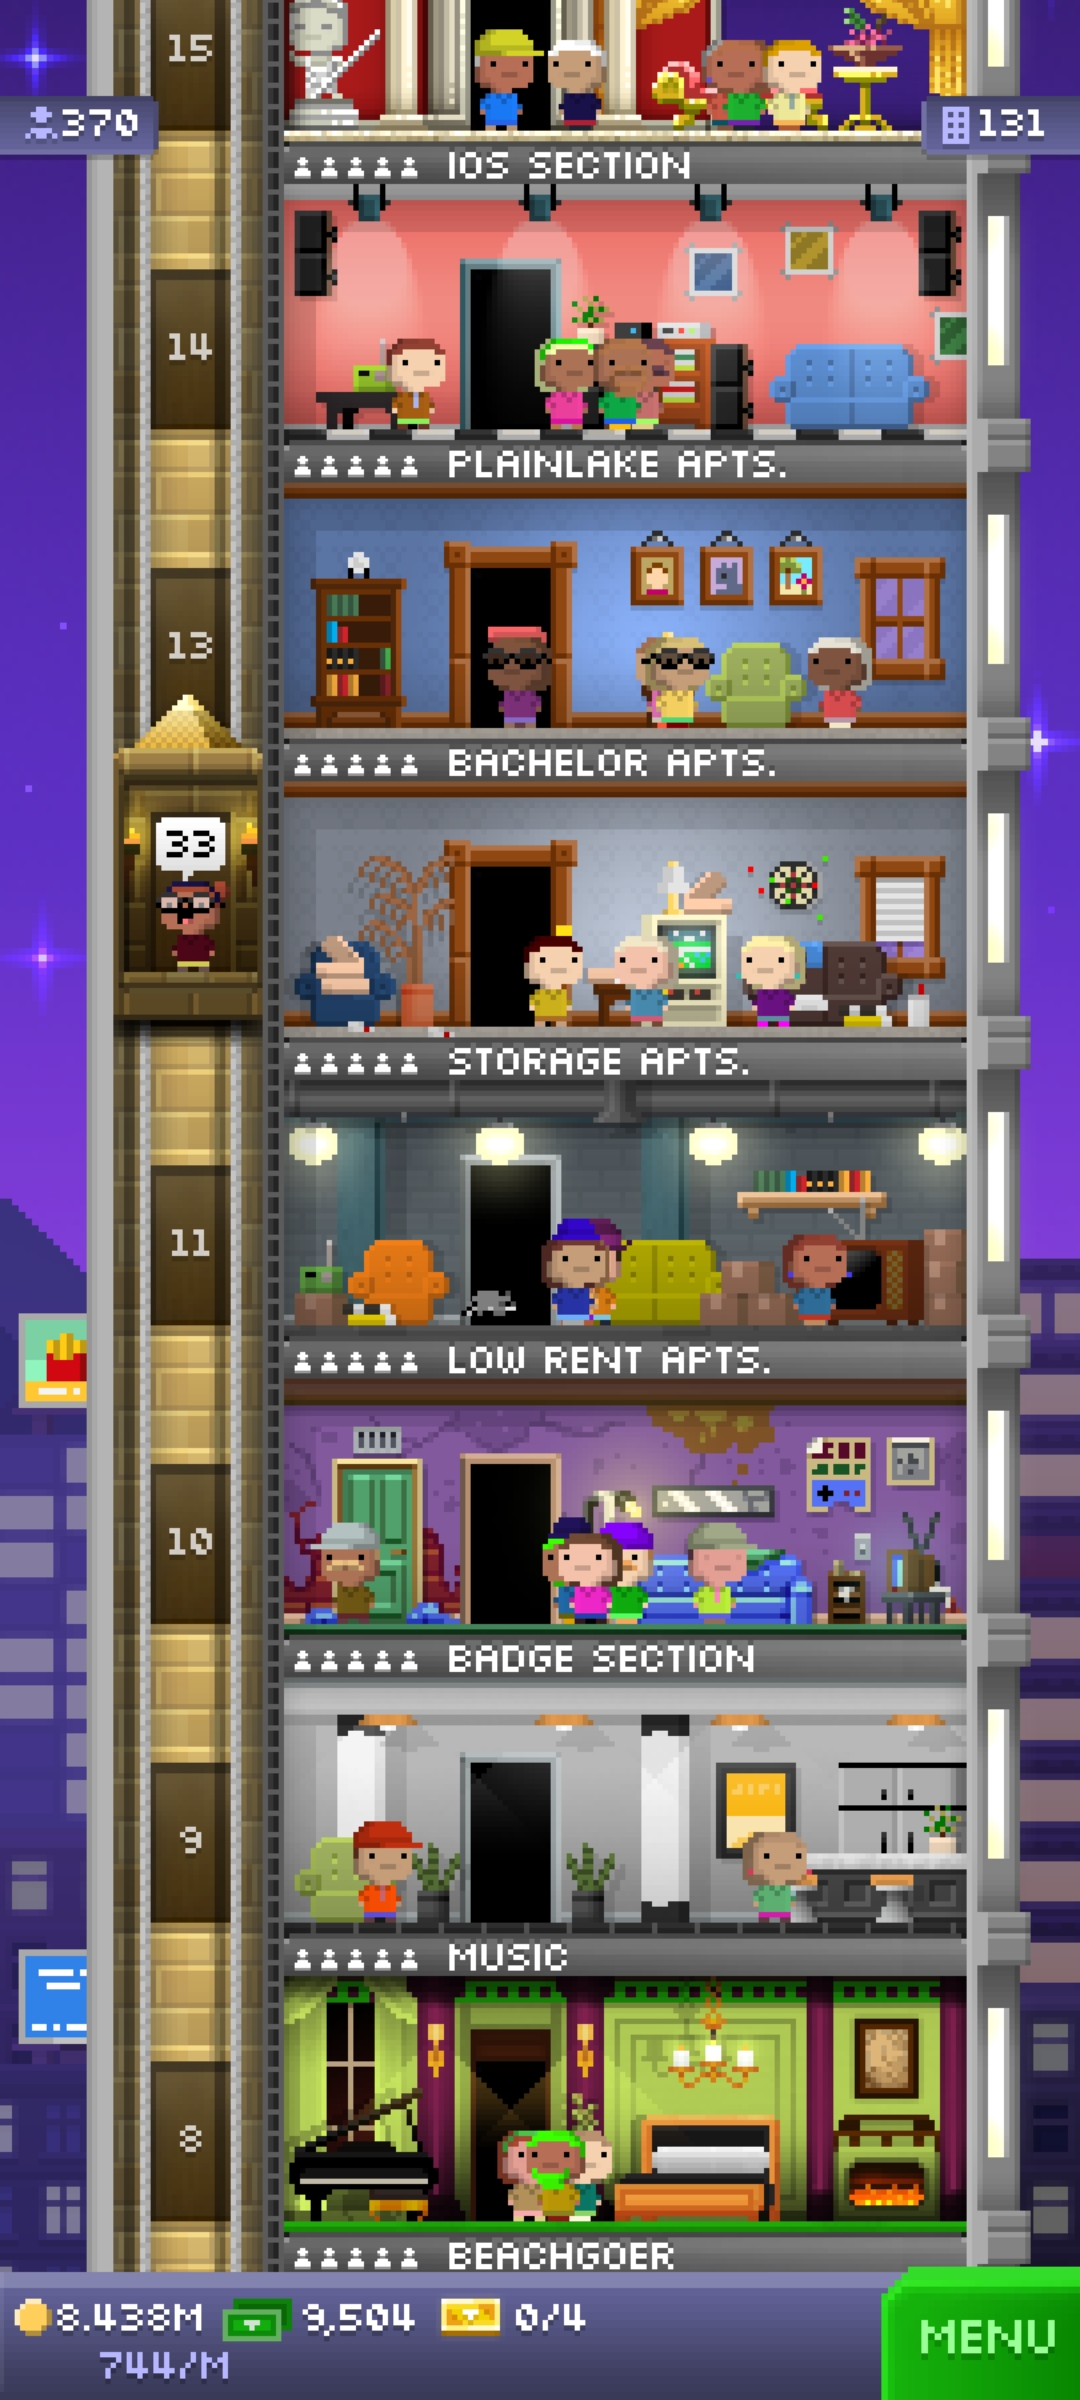 15
370
131
IOS SECTION
14
PLAINLAKE APTS.
13
BACHELOR APTS.
33
STORAGE APTS.
11
LOW RENT APTS.
10
BADGE SECTION
9
MUSIC
8
BEACHGOER
8.438M 9,504 0/4
744/M
MENU